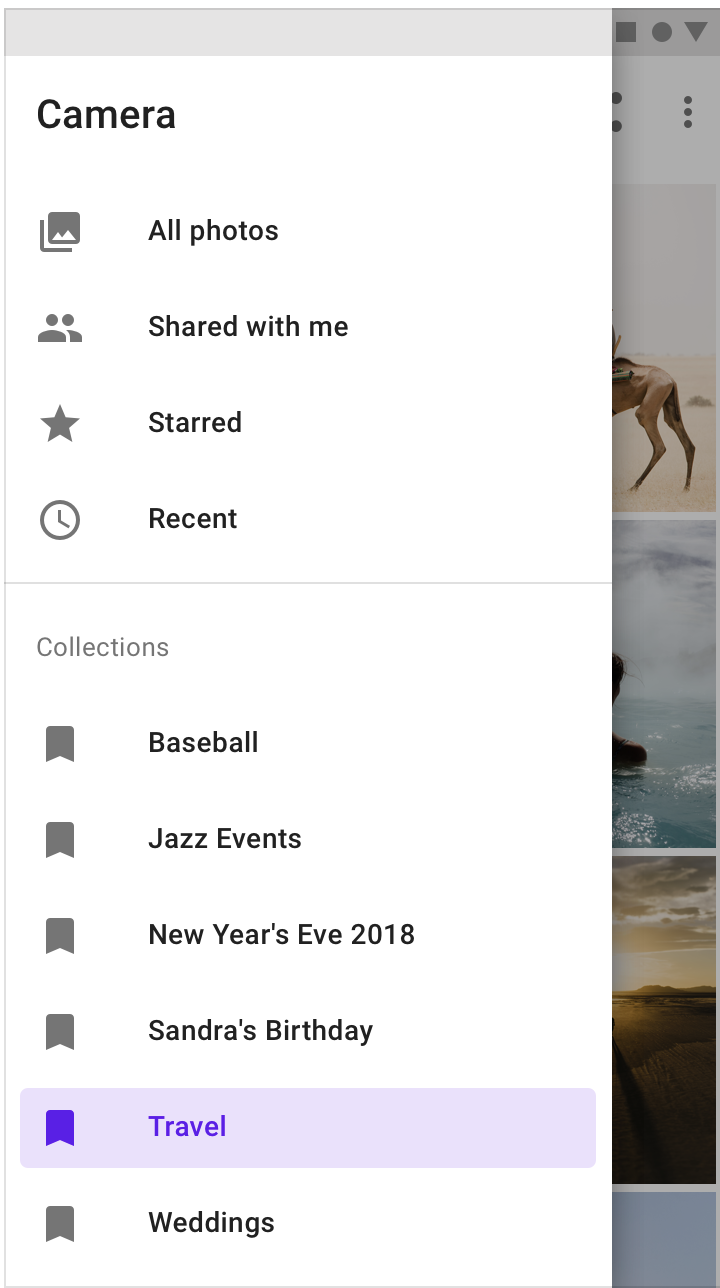 Camera
All photos
Shared with me
Starred
Recent
Collections
Baseball
Jazz Events
New Year's Eve 2018
Sandra's Birthday
Travel
Weddings